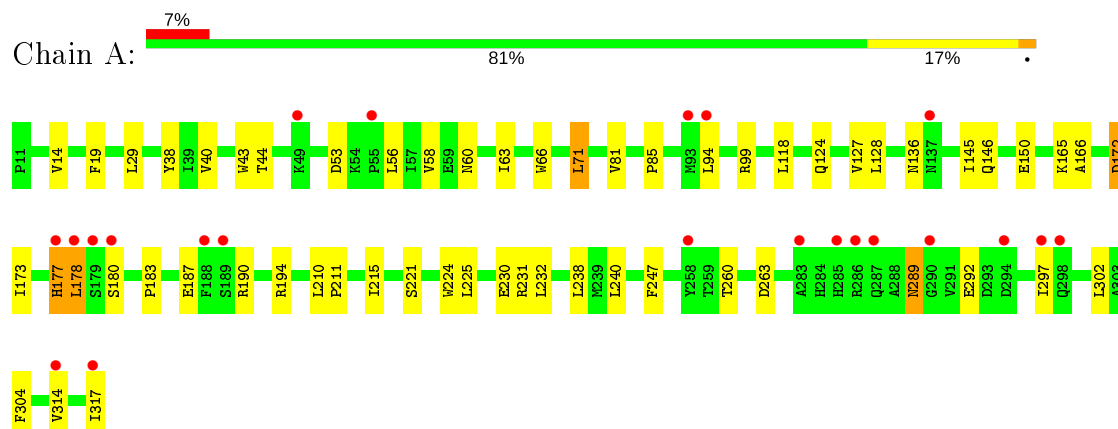 7%
Chain A:
81%
17%
•
P11 V14 F19 L29 Y38 I39 V40 W43 T44 K49 D53 K54 P55 L56 I57 V58 E59 N60 I63 W66 L71 V81 P85 M93 L94 R99 L118 Q124 V127 L128 N136 N137 I145 Q146 E150 K165 A166 D172
I173 H177 L178 S179 S180 P183 E187 F188 S189 R190 R194 L210 P211 I215 S221 W224 L225 E230 R231 L232 L238 M239 L240 F247 Y258 T259 T260 D263 A283 H284 H285 R286 Q287 A288 N289 G290 V291 E292 D293 D294 I297 Q298 L302 A303
F304 V314 I317